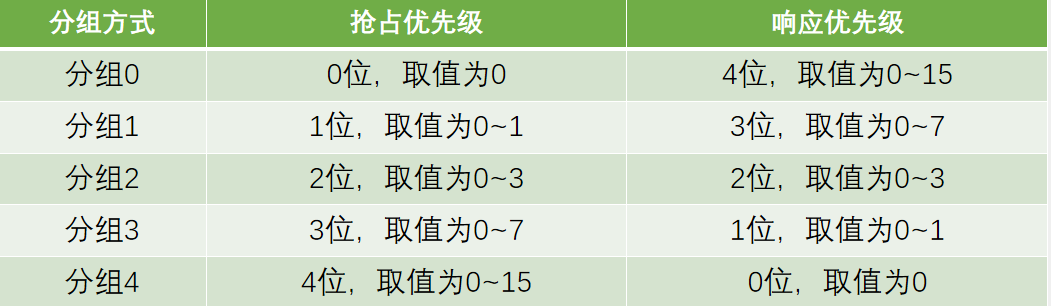 分组方式 抢占优先级 响应优先级
分组0 0位，取值为0 4位，取值为0~15
分组1 1位，取值为0~1 3位，取值为0~7
分组2 2位，取值为0~3 2位，取值为0~3
分组3 3位，取值为0~7 1位，取值为0~1
分组4 4位，取值为0~15 0位，取值为0